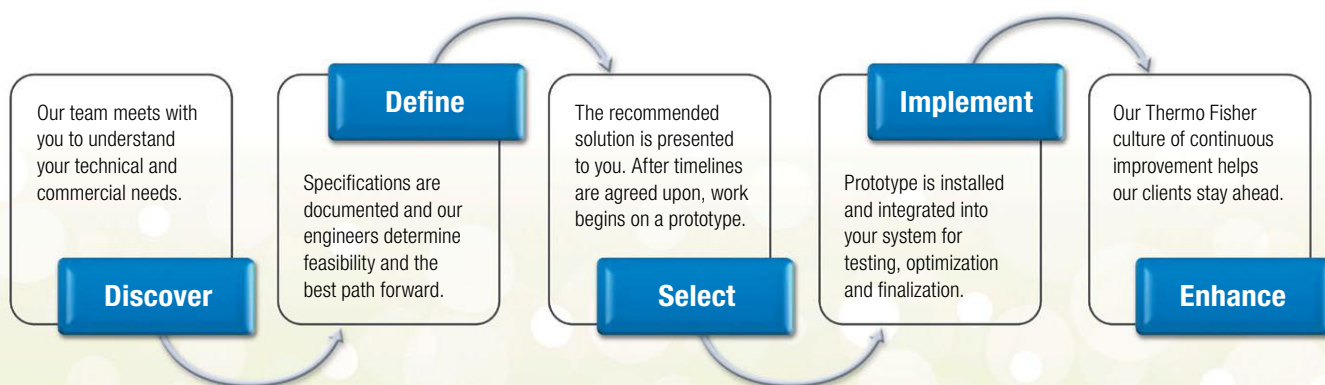 Our team meets with
you to understand
your technical and
commercial needs.
Discover
Define
Specifications are
documented and our
engineers determine
feasibility and the
best path forward.
The recommended
solution is presented
to you. After timelines
are agreed upon, work
begins on a prototype.
Select
Implement
Prototype is installed
and integrated into
your system for
testing, optimization
and finalization.
Our Thermo Fisher
culture of continuous
improvement helps
our clients stay ahead.
Enhance